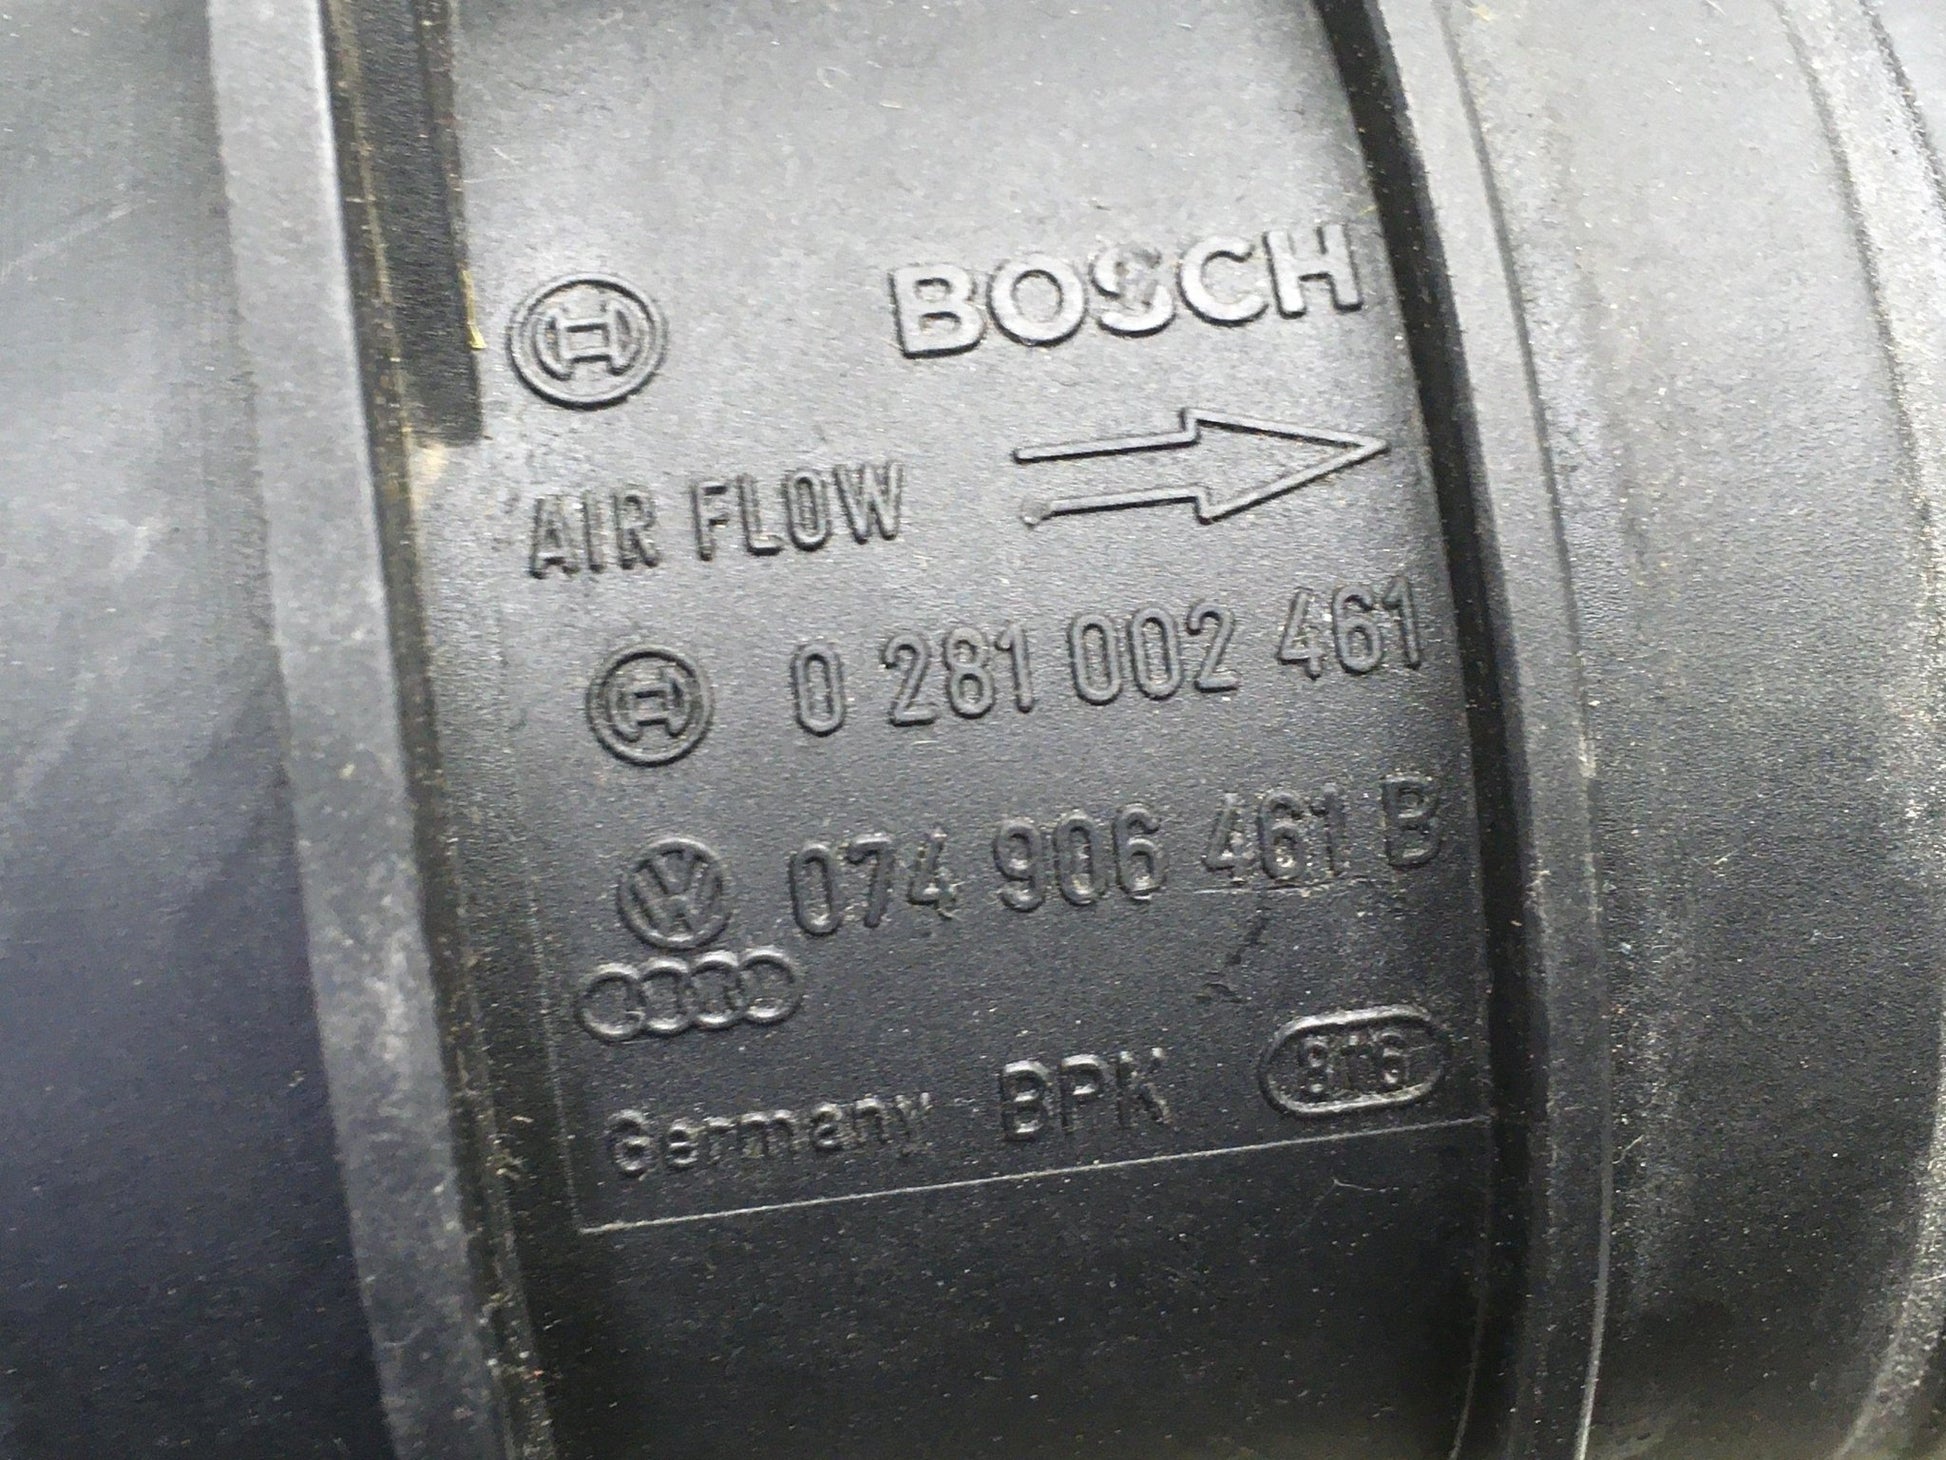 BOSCH
AIR FLOW
0 281 002 461
074 906 461 B
Germany BPK